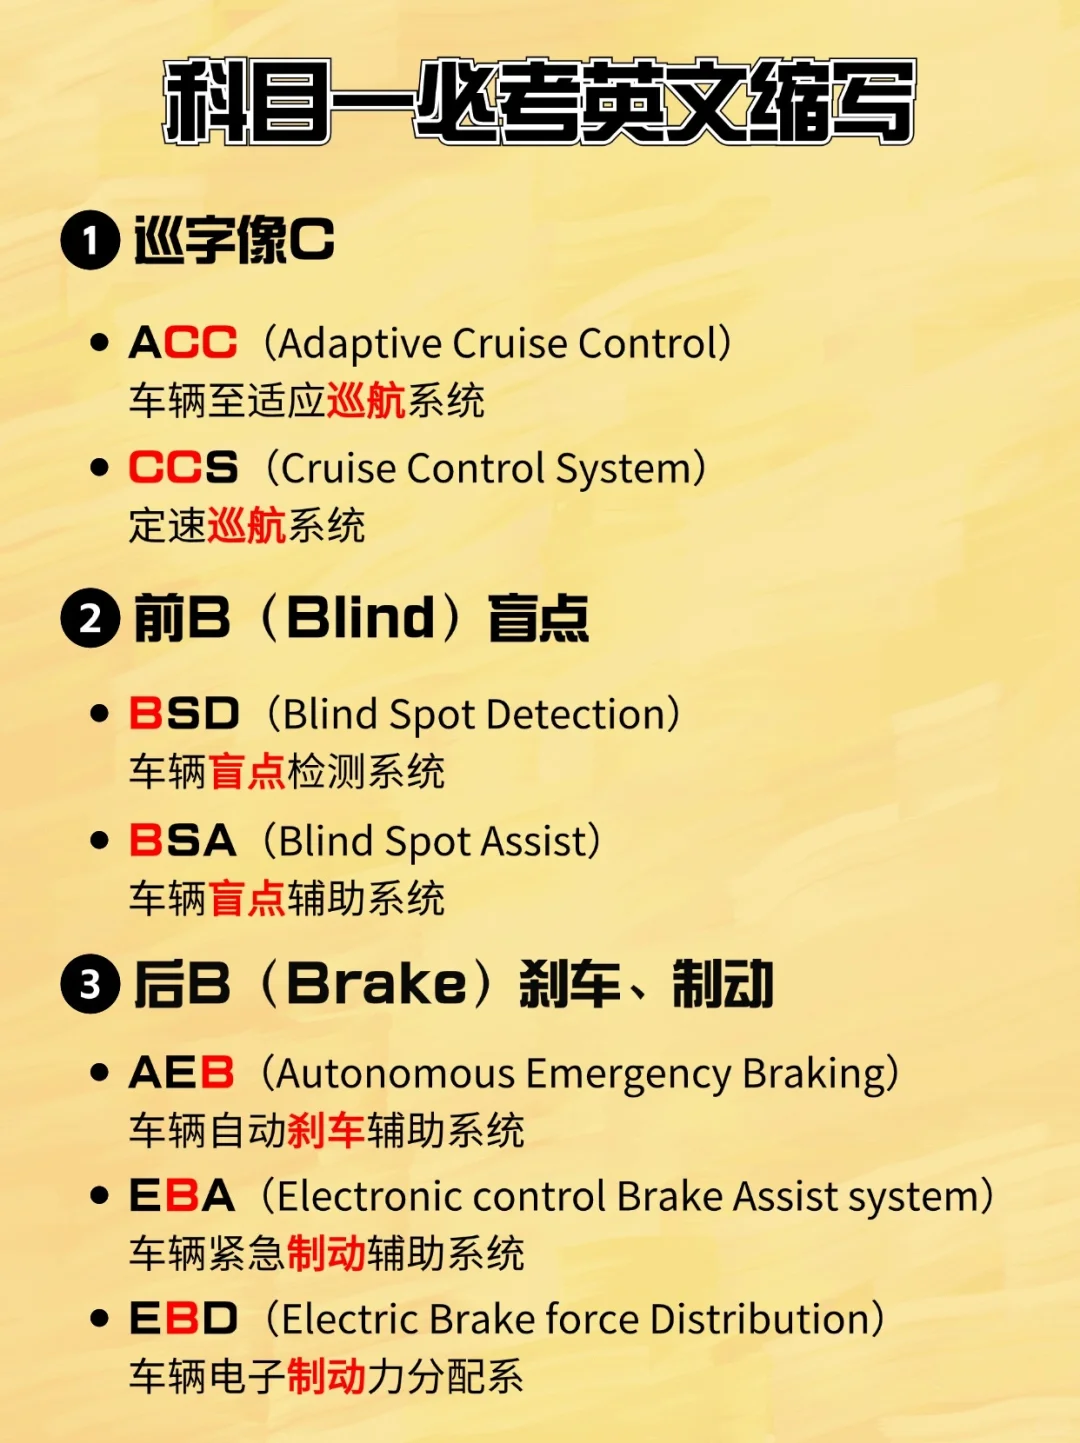 科目一必考英文缩写
1 巡字像C
• ACC（Adaptive Cruise Control）
车辆至适应巡航系统
• CCS（Cruise Control System）
定速巡航系统
2 前B（Blind）盲点
• BSD（Blind Spot Detection）
车辆盲点检测系统
• BSA（Blind Spot Assist）
车辆盲点辅助系统
3 后B（Brake）刹车、制动
• AEB（Autonomous Emergency Braking）
车辆自动刹车辅助系统
• EBA（Electronic control Brake Assist system）
车辆紧急制动辅助系统
• EBD（Electric Brake force Distribution）
车辆电子制动力分配系